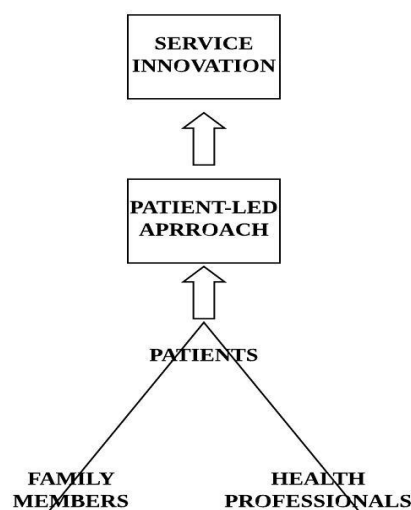 SERVICE
INNOVATION
PATIENT-LED
APRROACH
PATIENTS
FAMILY
MEMBERS
HEALTH
PROFESSIONALS